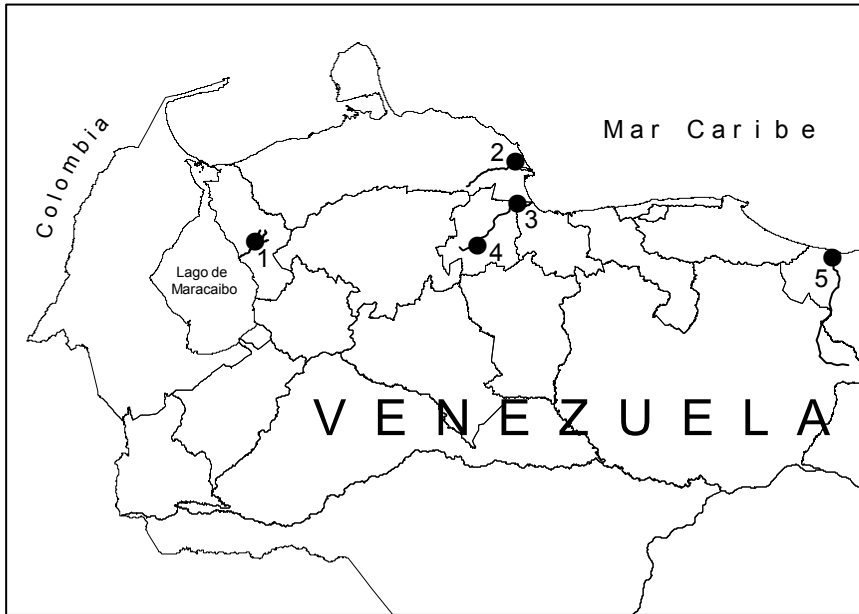 Colombia
Mar Caribe
2
3
1
4
5
Lago de
Maracaibo
VENEZUELA